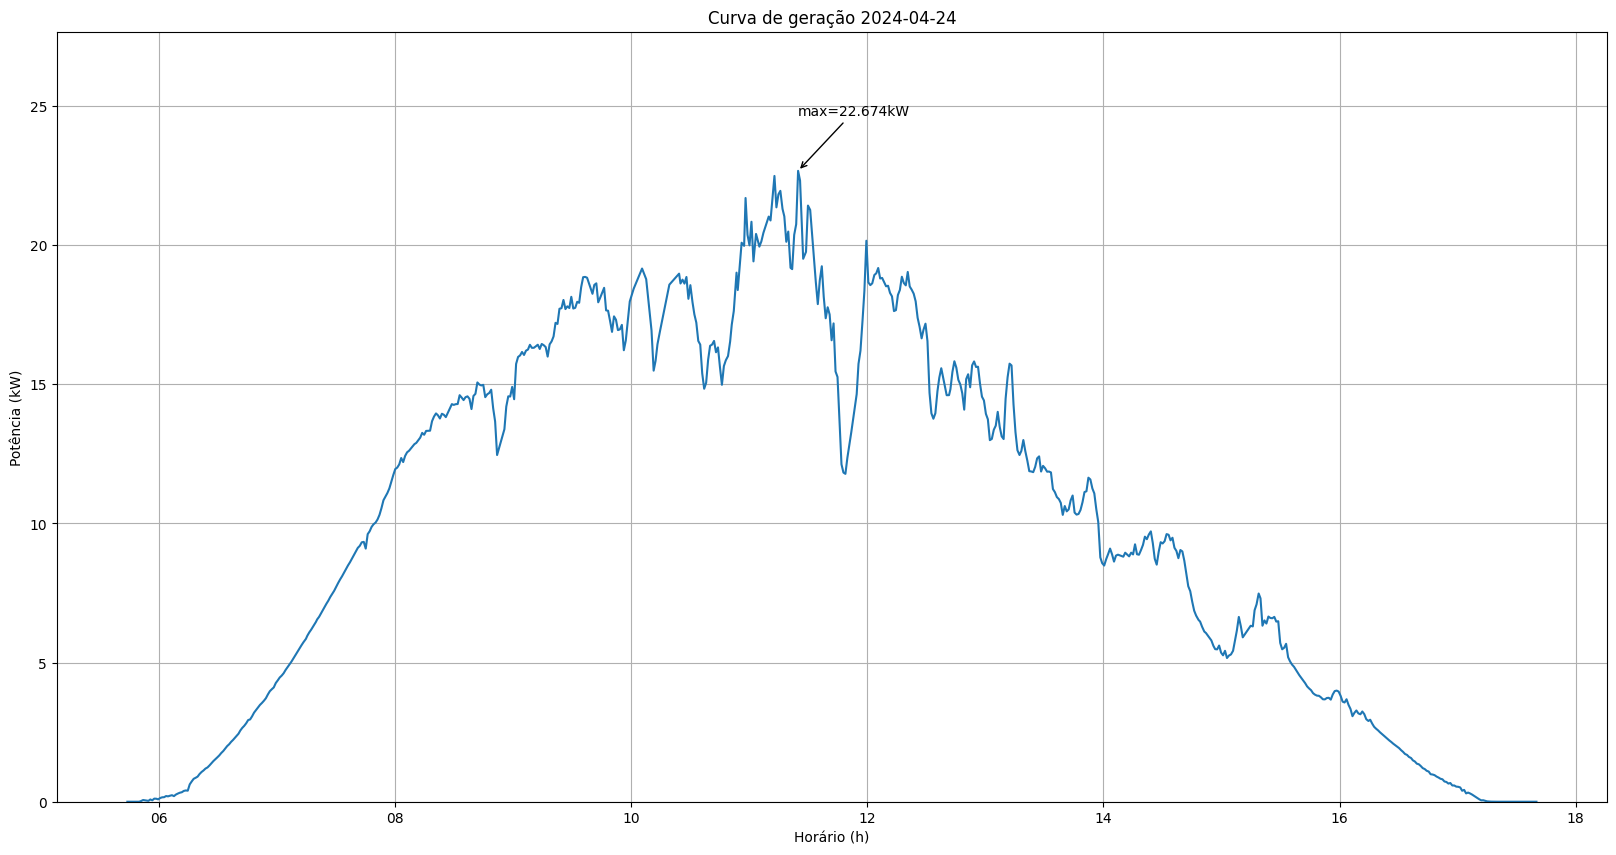 Curva de geração 2024-04-24
25
max=22.674kW
20
15
Potência (kW)
10
5
0
06 08 10 12 14 16 18
Horário (h)